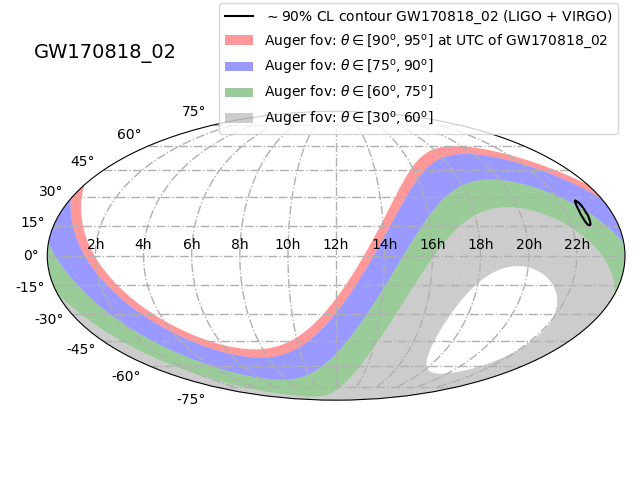 GW170818_02
~ 90% CL contour GW170818_02 (LIGO + VIRGO)
Auger fov: θ ∈ [90°, 95°] at UTC of GW170818_02
Auger fov: θ ∈ [75°, 90°]
Auger fov: θ ∈ [60°, 75°]
Auger fov: θ ∈ [30°, 60°]
75°
60°
45°
30°
15°
0°
-15°
-30°
-45°
-60°
-75°
2h 4h 6h 8h 10h 12h 14h 16h 18h 20h 22h